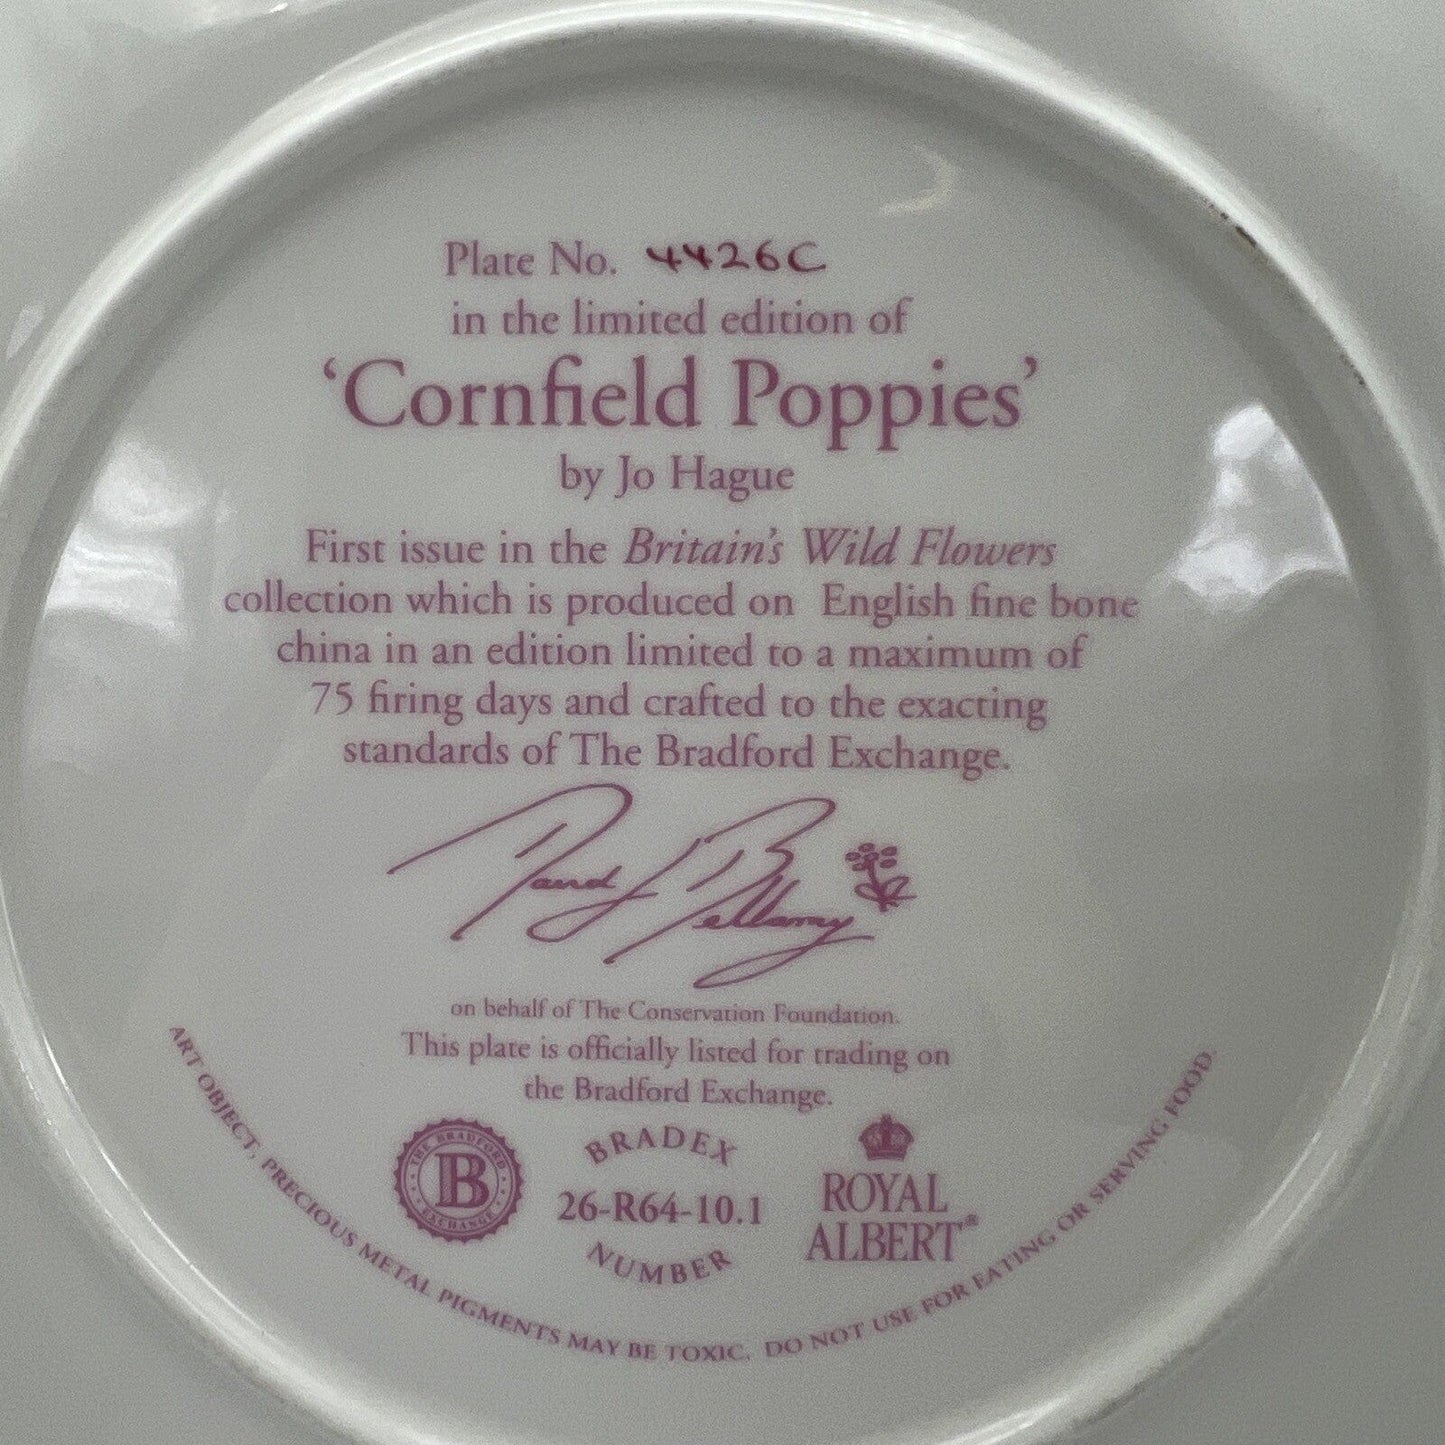 Plate No. 4426C
in the limited edition of
‘Cornfield Poppies’
by Jo Hague
First issue in the Britain's Wild Flowers
collection which is produced on English fine bone
china in an edition limited to a maximum of
75 firing days and crafted to the exacting
standards of The Bradford Exchange.
David J Bellamy
on behalf of The Conservation Foundation.
This plate is officially listed for trading on
the Bradford Exchange.
THE BRADFORD
B
EXCHANGE
BRADEX
26-R64-10.1
NUMBER
ROYAL
ALBERT®
ART OBJECT, PRECIOUS METAL PIGMENTS MAY BE TOXIC. DO NOT USE FOR EATING OR SERVING FOOD.